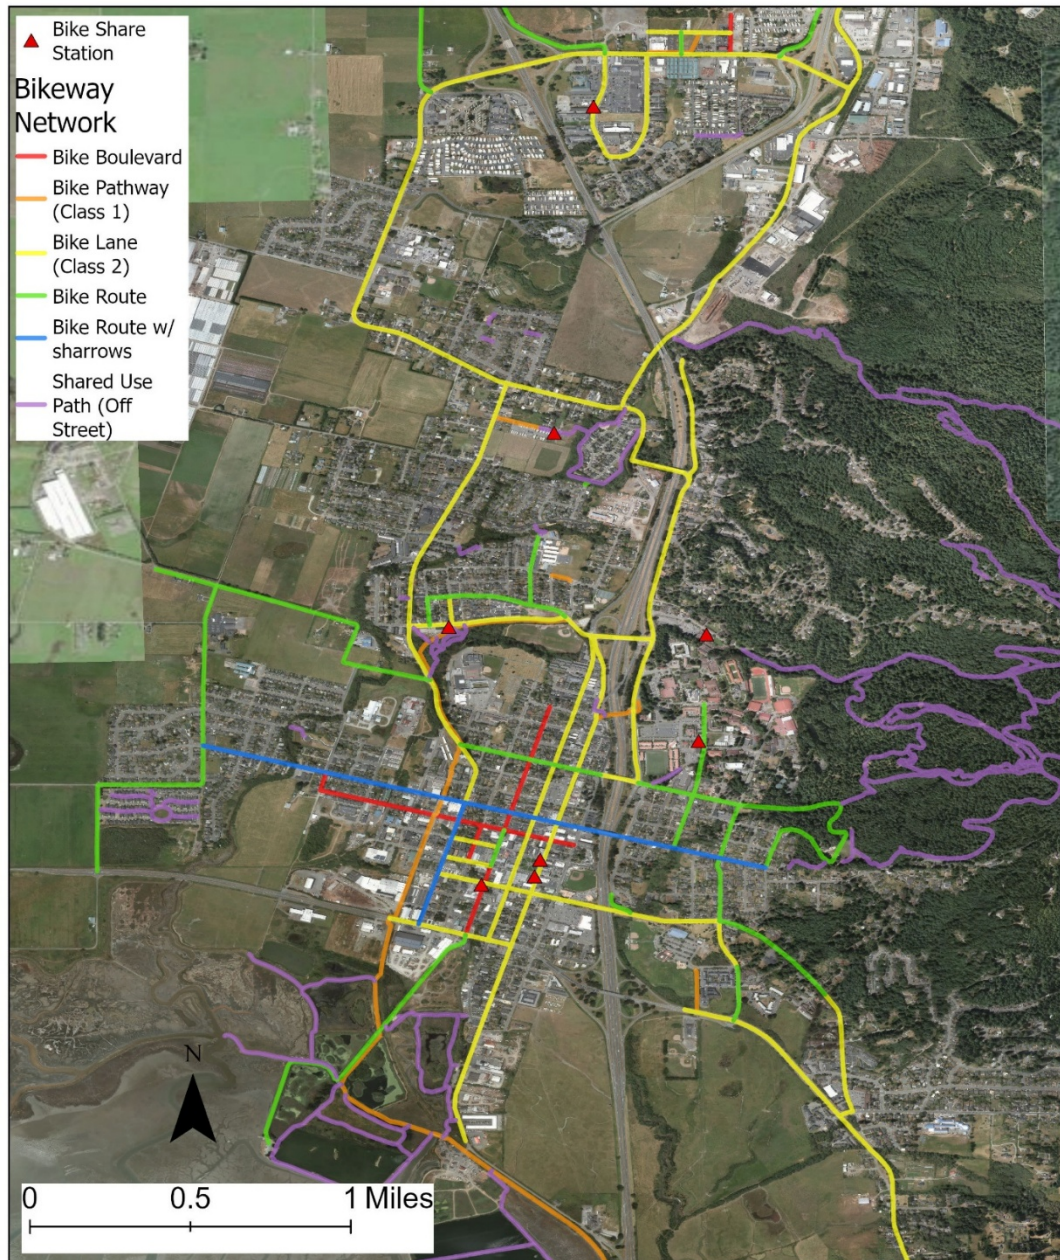 Bike Share
Station
Bikeway
Network
Bike Boulevard
Bike Pathway
(Class 1)
Bike Lane
(Class 2)
Bike Route
Bike Route w/
sharrows
Shared Use
Path (Off
Street)
N
0 0.5 1 Miles